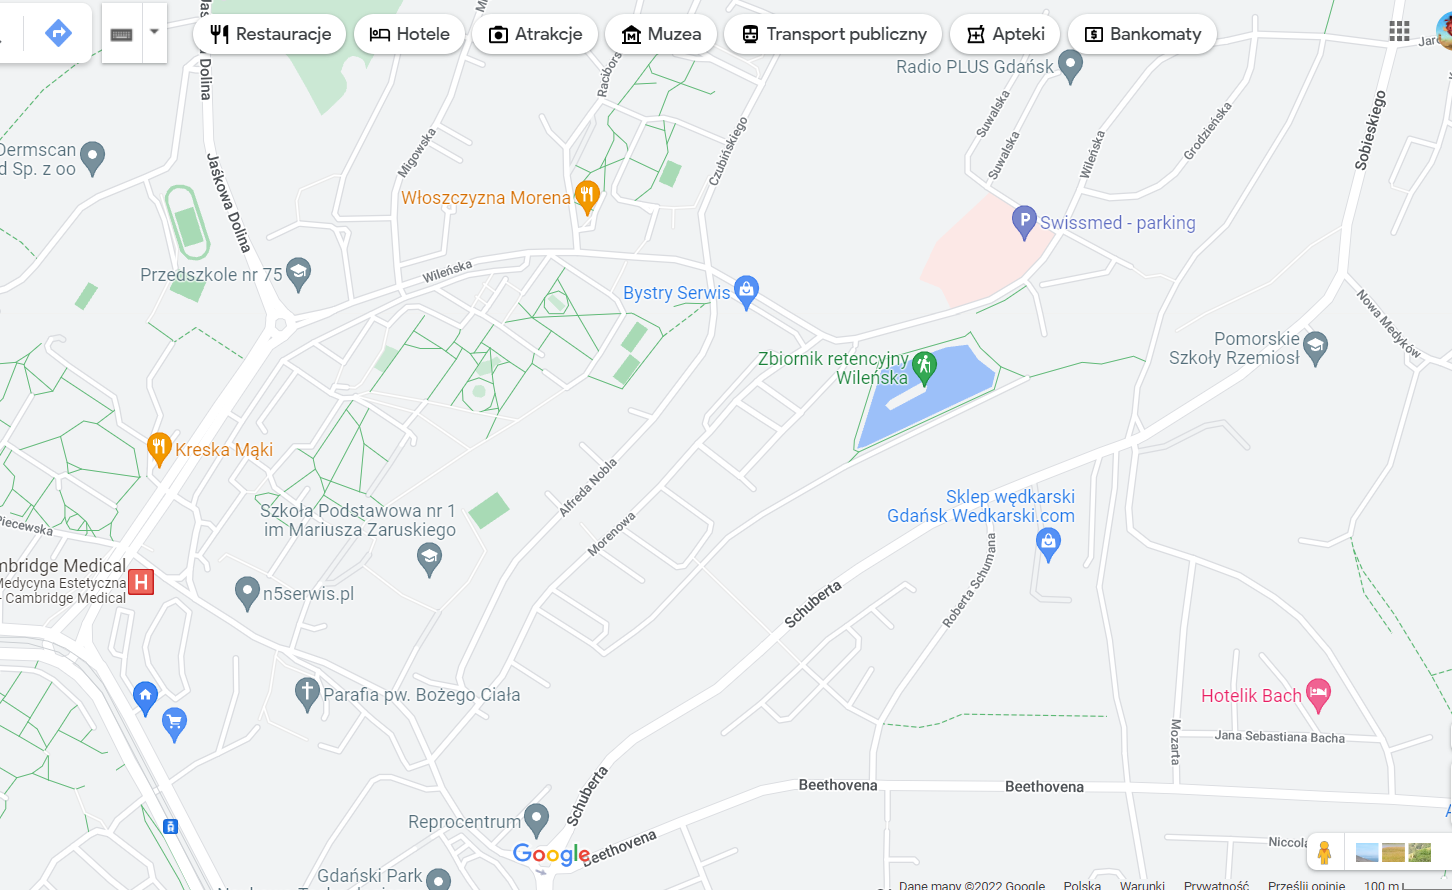 Restauracje
Hotele
Atrakcje
Muzea
Transport publiczny
Apteki
Bankomaty
Radio PLUS Gdańsk
Dolina
Racibors
Sobieskiego
Suwalska
Suwalska
Grodzieńska
Wileńska
Czubińskiego
Migowska
Dermscan
d Sp. z oo
Jaśkowa Dolina
Włoszczyzna Morena
Swissmed - parking
Przedszkole nr 75
Wileńska
Bystry Serwis
Nowa Medyków
Pomorskie
Szkoły Rzemiosł
Zbiornik retencyjny
Wileńska
Kreska Mąki
Alfreda Nobla
Sklep wędkarski
Gdańsk Wedkarski.com
Szkoła Podstawowa nr 1
im Mariusza Zaruskiego
Piecewska
Morenowa
mbridge Medical
Medycyna Estetyczna
- Cambridge Medical
H
n5serwis.pl
Schuberta
Roberta Schumana
Parafia pw. Bożego Ciała
Hotelik Bach
Jana Sebastiana Bacha
Mozarta
Beethovena
Beethovena
Schuberta
Reprocentrum
Beethovena
Google
Niccola
Gdański Park
Dane mapy ©2022 Google
Polska
Warunki
Prywatność
Prześlij opinię
100 m